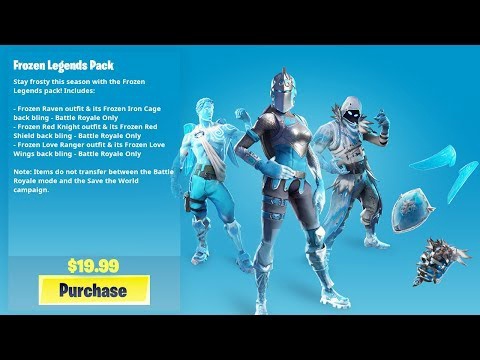 Frozen Legends Pack
Stay frosty this season with the Frozen
Legends pack! Includes:
- Frozen Raven outfit & its Frozen Iron Cage
back bling - Battle Royale Only
- Frozen Red Knight outfit & its Frozen Red
Shield back bling - Battle Royale Only
- Frozen Love Ranger outfit & its Frozen Love
Wings back bling - Battle Royale Only
Note: Items do not transfer between the Battle
Royale mode and the Save the World
campaign.
$19.99
Purchase